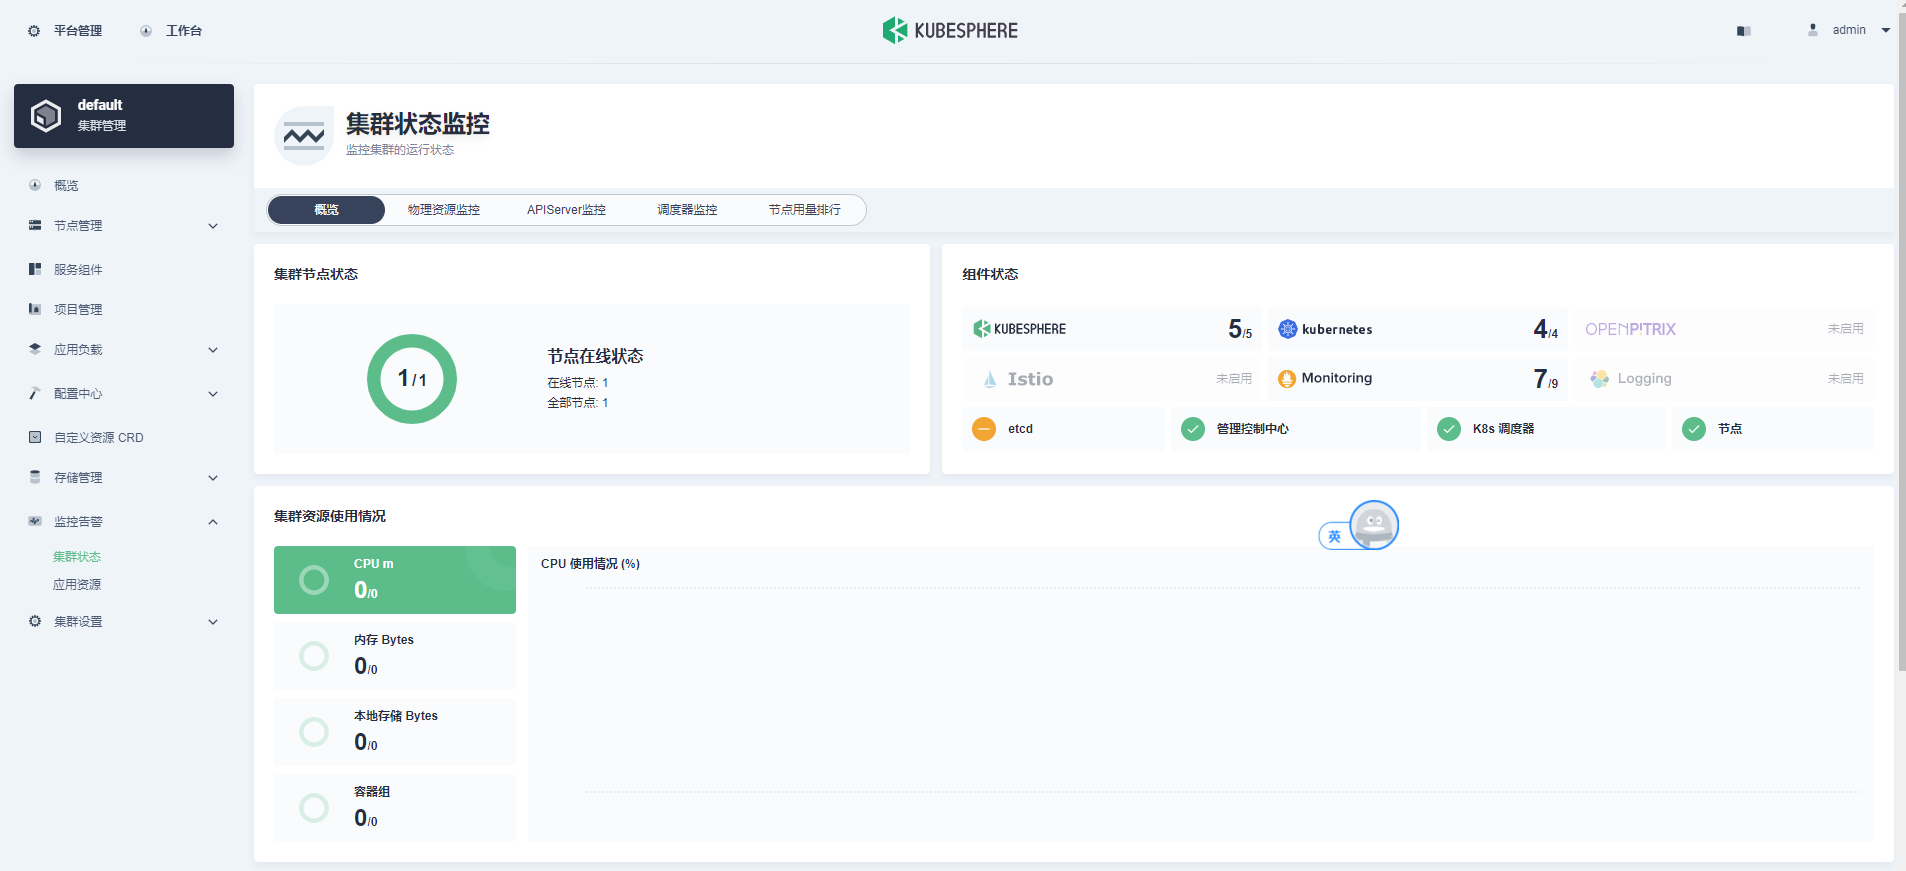 平台管理
工作台
KUBESPHERE
admin
default
集群管理
概览
节点管理
服务组件
项目管理
应用负载
配置中心
自定义资源 CRD
存储管理
监控告警
集群状态
应用资源
集群设置
集群状态监控
监控集群的运行状态
概览
物理资源监控
APIServer监控
调度器监控
节点用量排行
集群节点状态
1/1
节点在线状态
在线节点: 1
全部节点: 1
组件状态
KUBESPHERE
5/5
kubernetes
4/4
OPENPITRIX
未启用
Istio
未启用
Monitoring
7/9
Logging
未启用
etcd
管理控制中心
K8s 调度器
节点
集群资源使用情况
CPU m
0/0
内存 Bytes
0/0
本地存储 Bytes
0/0
容器组
0/0
CPU 使用情况 (%)
英